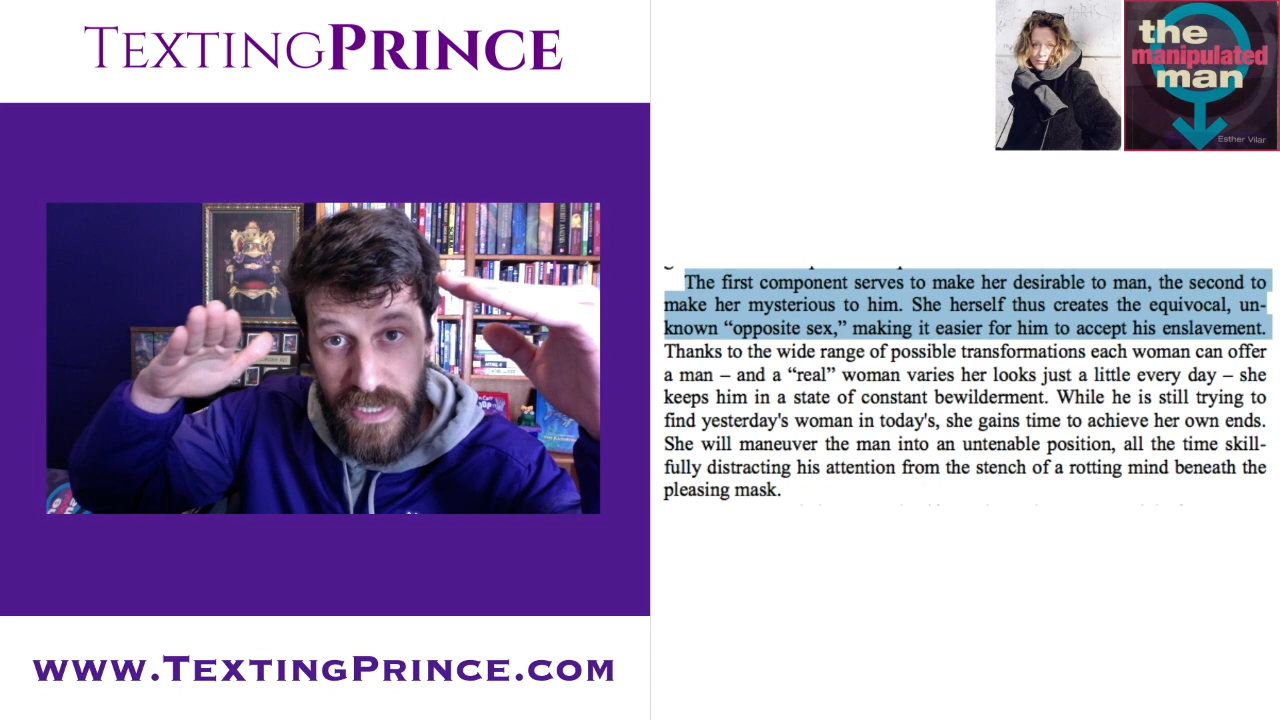 TEXTINGPRINCE
the
manipulated
man
Esther Vilar
The first component serves to make her desirable to man, the second to
make her mysterious to him. She herself thus creates the equivocal, un-
known “opposite sex,” making it easier for him to accept his enslavement.
Thanks to the wide range of possible transformations each woman can offer
a man – and a “real” woman varies her looks just a little every day – she
keeps him in a state of constant bewilderment. While he is still trying to
find yesterday's woman in today's, she gains time to achieve her own ends.
She will maneuver the man into an untenable position, all the time skill-
fully distracting his attention from the stench of a rotting mind beneath the
pleasing mask.
WWW.TEXTINGPRINCE.COM